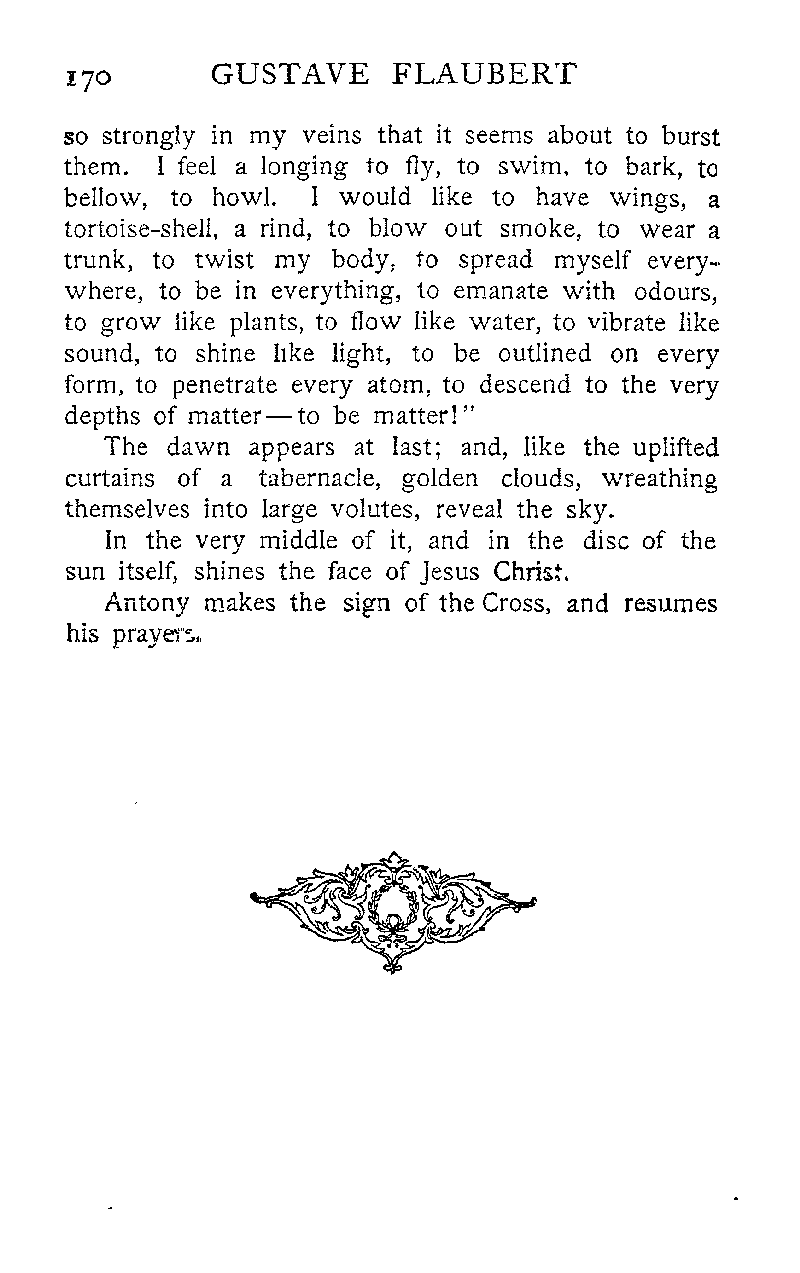 170 GUSTAVE FLAUBERT
so strongly in my veins that it seems about to burst
them. I feel a longing to fly, to swim, to bark, to
bellow, to howl. I would like to have wings, a
tortoise-shell, a rind, to blow out smoke, to wear a
trunk, to twist my body, to spread myself every-
where, to be in everything, to emanate with odours,
to grow like plants, to flow like water, to vibrate like
sound, to shine like light, to be outlined on every
form, to penetrate every atom, to descend to the very
depths of matter—to be matter!"
The dawn appears at last; and, like the uplifted
curtains of a tabernacle, golden clouds, wreathing
themselves into large volutes, reveal the sky.
In the very middle of it, and in the disc of the
sun itself, shines the face of Jesus Christ.
Antony makes the sign of the Cross, and resumes
his prayers.